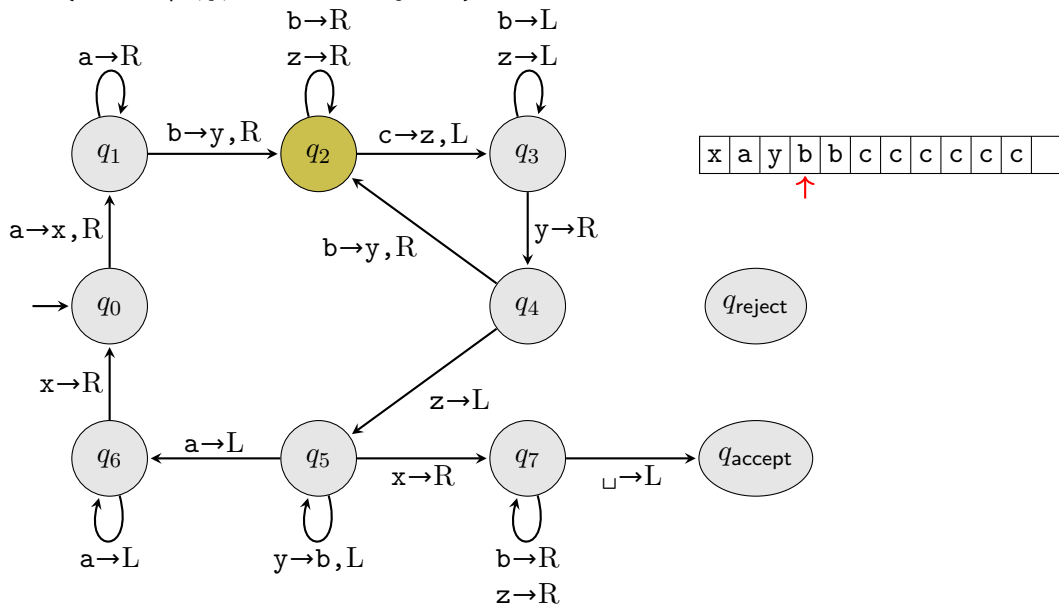 b→R
z→R
b→L
z→L
a→R
q1
b→y,R
q2
c→z,L
q3
x a y b b c c c c c c
↑
a→x,R
b→y,R
y→R
q0
q4
qreject
x→R
z→L
q6
a→L
q5
x→R
q7
␣→L
qaccept
a→L
y→b,L
b→R
z→R